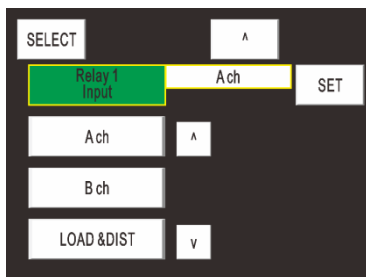 SELECT
^
Relay 1
Input
A ch
SET
A ch
^
B ch
LOAD &DIST
v